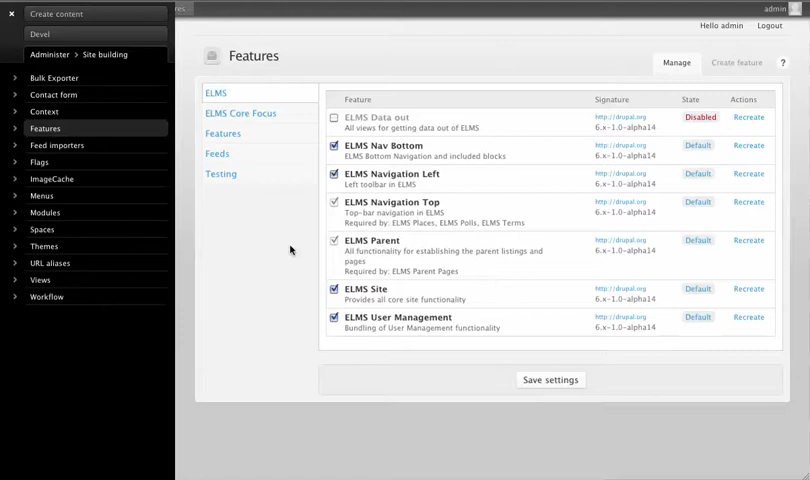 Create content
res
admin
Devel
Hello admin
Logout
Administer > Site building
Features
Manage
Create feature
?
Bulk Exporter
Contact form
Context
Features
Feed importers
Flags
ImageCache
Menus
Modules
Spaces
Themes
URL aliases
Views
Workflow
ELMS
ELMS Core Focus
Features
Feeds
Testing
Feature
Signature
State
Actions
ELMS Data out
All views for getting data out of ELMS
http://drupal.org
6.x-1.0-alpha14
Disabled
Recreate
ELMS Nav Bottom
ELMS Bottom Navigation and included blocks
http://drupal.org
6.x-1.0-alpha14
Default
Recreate
ELMS Navigation Left
Left toolbar in ELMS
http://drupal.org
6.x-1.0-alpha14
Default
Recreate
ELMS Navigation Top
Top-bar navigation in ELMS
Required by: ELMS Places, ELMS Polls, ELMS Terms
http://drupal.org
6.x-1.0-alpha14
Default
Recreate
ELMS Parent
All functionality for establishing the parent listings and
pages
Required by: ELMS Parent Pages
http://drupal.org
6.x-1.0-alpha14
Default
Recreate
ELMS Site
Provides all core site functionality
http://drupal.org
6.x-1.0-alpha14
Default
Recreate
ELMS User Management
Bundling of User Management functionality
http://drupal.org
6.x-1.0-alpha14
Default
Recreate
Save settings